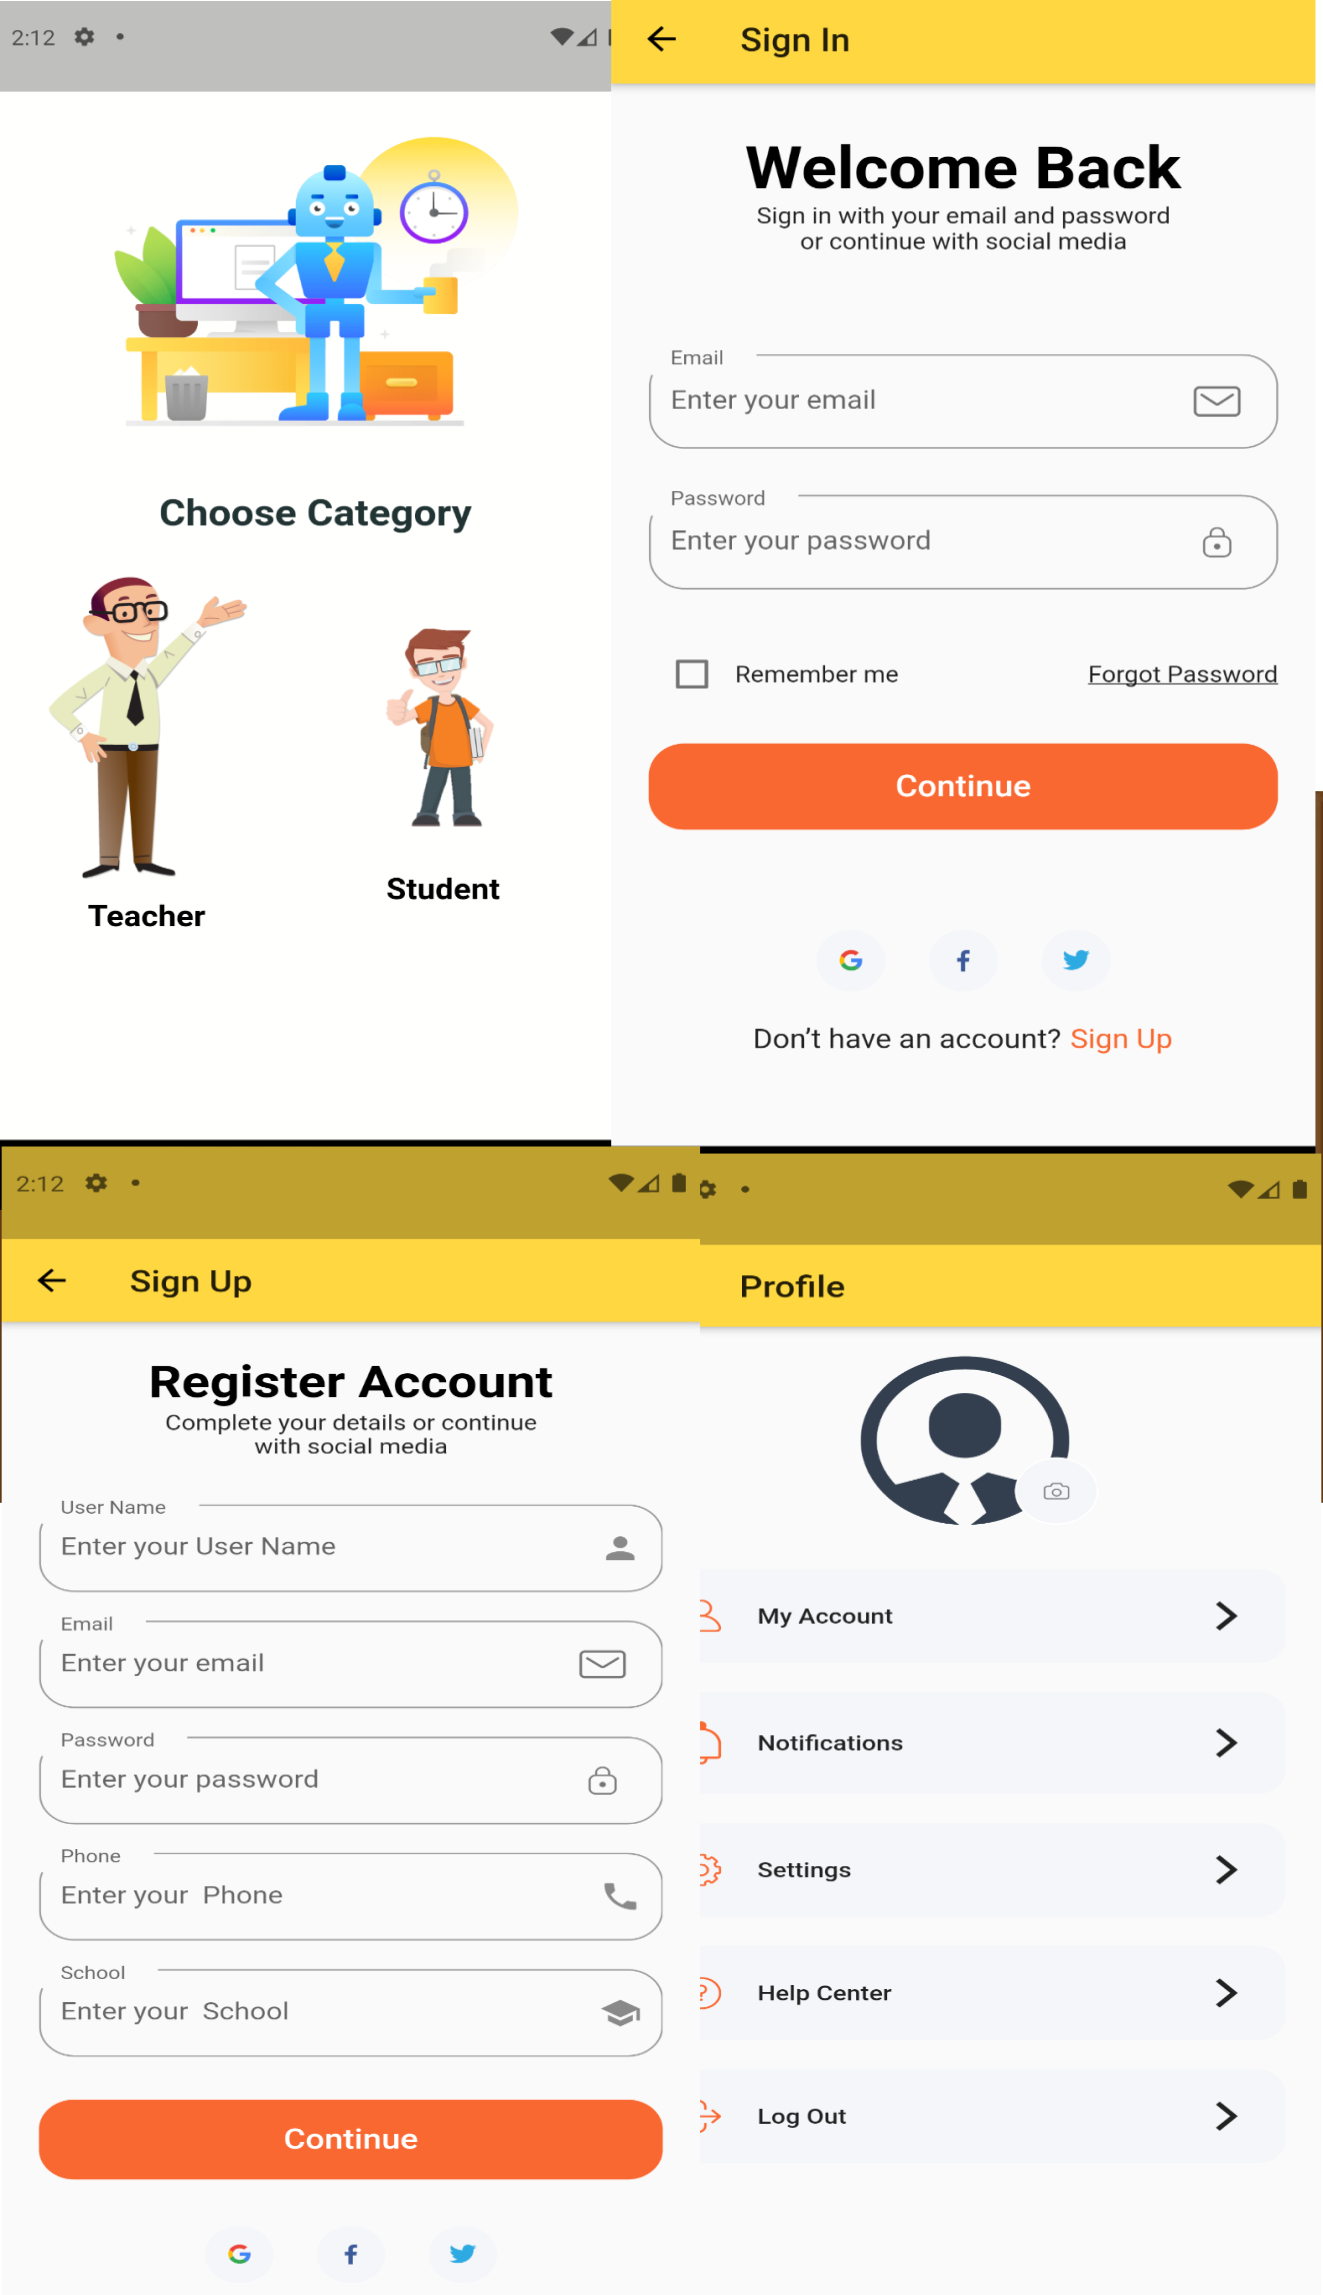 2:12
Choose Category
Teacher
Student
Sign In
Welcome Back
Sign in with your email and password
or continue with social media
Email
Enter your email
Password
Enter your password
Remember me
Forgot Password
Continue
Don't have an account? Sign Up
2:12
Sign Up
Register Account
Complete your details or continue
with social media
User Name
Enter your User Name
Email
Enter your email
Password
Enter your password
Phone
Enter your  Phone
School
Enter your  School
Continue
Profile
My Account
Notifications
Settings
Help Center
Log Out